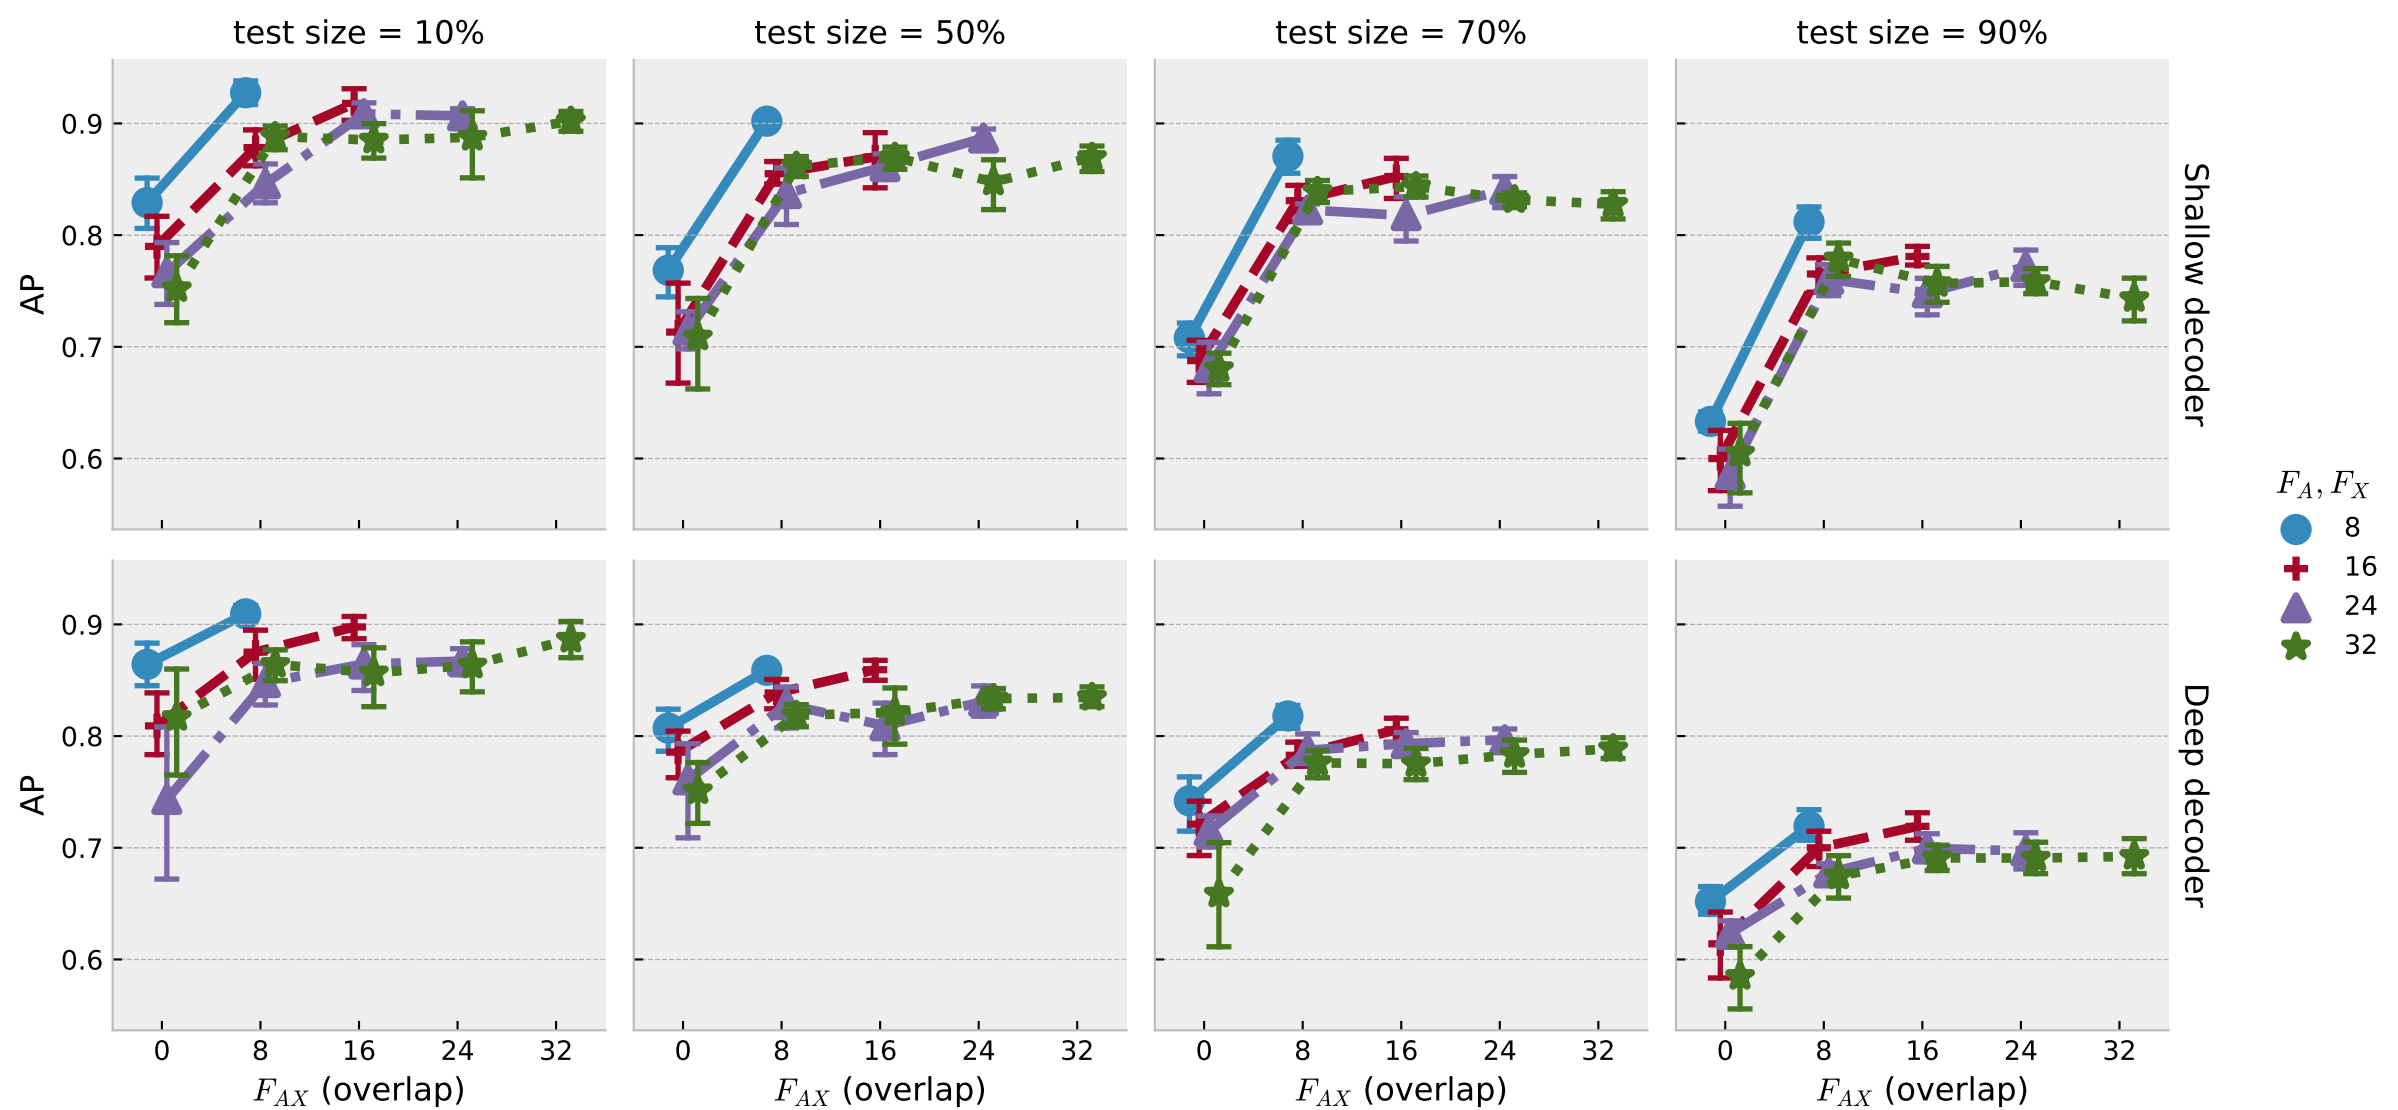 test size = 10% test size = 50% test size = 70% test size = 90%
0.9
0.8
0.7
0.6
AP
Shallow decoder
F_A, F_X
8
16
24
32
0.9
0.8
0.7
0.6
AP
Deep decoder
0 8 16 24 32 0 8 16 24 32 0 8 16 24 32 0 8 16 24 32
F_AX (overlap) F_AX (overlap) F_AX (overlap) F_AX (overlap)